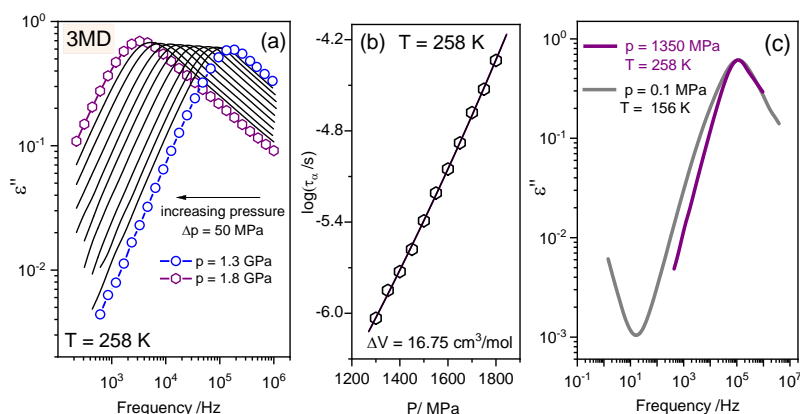 3MD
(a)
10⁰
10⁻¹
10⁻²
ε''
increasing pressure
Δp = 50 MPa
p = 1.3 GPa
p = 1.8 GPa
T = 258 K
10³ 10⁴ 10⁵ 10⁶
Frequency /Hz
(b)
T = 258 K
-4.2
-4.8
-5.4
-6.0
log(τα /s)
ΔV = 16.75 cm³/mol
1200 1400 1600 1800
P/ MPa
(c)
p = 1350 MPa
T = 258 K
p = 0.1 MPa
T = 156 K
10⁰
10⁻¹
10⁻²
10⁻³
ε''
10⁻¹ 10¹ 10³ 10⁵ 10⁷
Frequency /Hz